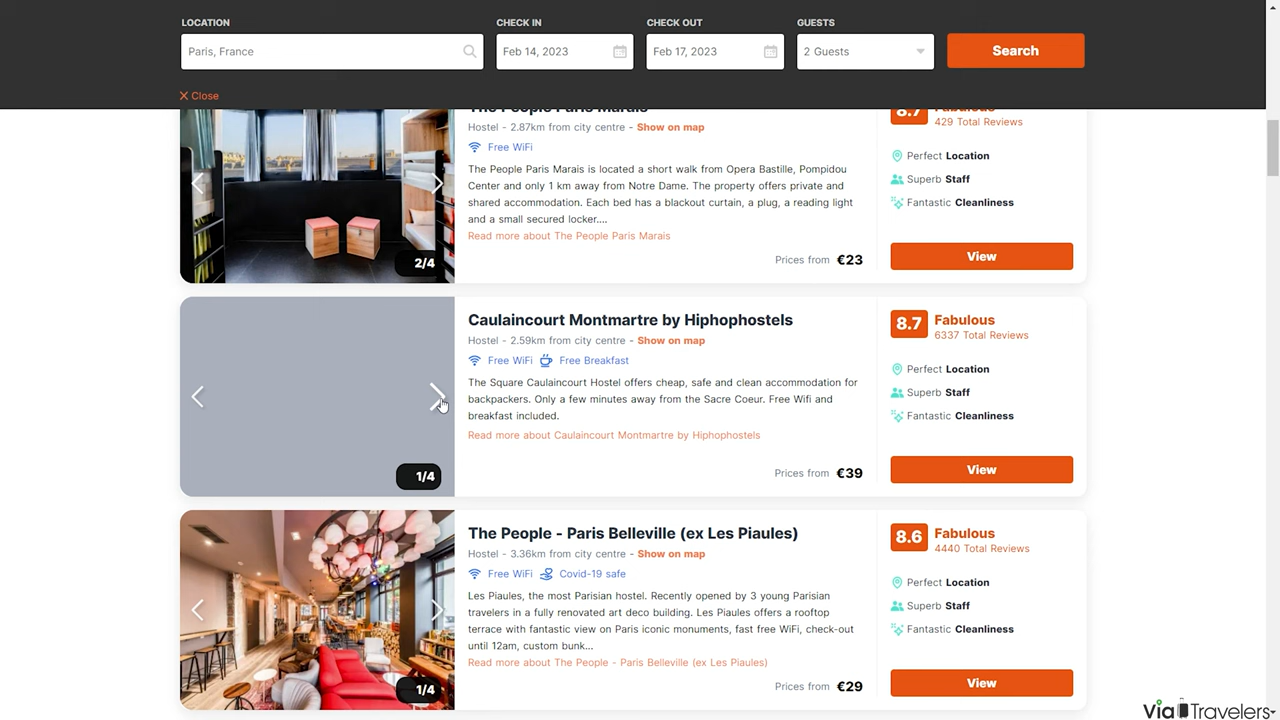 LOCATION
CHECK IN
CHECK OUT
GUESTS
Paris, France
Feb 14, 2023
Feb 17, 2023
2 Guests
Search
Close
The People Paris Marais
Hostel - 2.87km from city centre - Show on map
Free WiFi
The People Paris Marais is located a short walk from Opera Bastille, Pompidou
Center and only 1 km away from Notre Dame. The property offers private and
shared accommodation. Each bed has a blackout curtain, a plug, a reading light
and a small secured locker....
Read more about The People Paris Marais
Prices from €23
2/4
8.7
Fabulous
429 Total Reviews
Perfect Location
Superb Staff
Fantastic Cleanliness
View
Caulaincourt Montmartre by Hiphophostels
Hostel - 2.59km from city centre - Show on map
Free WiFi Free Breakfast
The Square Caulaincourt Hostel offers cheap, safe and clean accommodation for
backpackers. Only a few minutes away from the Sacre Coeur. Free Wifi and
breakfast included.
Read more about Caulaincourt Montmartre by Hiphophostels
Prices from €39
1/4
8.7
Fabulous
6337 Total Reviews
Perfect Location
Superb Staff
Fantastic Cleanliness
View
The People - Paris Belleville (ex Les Piaules)
Hostel - 3.36km from city centre - Show on map
Free WiFi Covid-19 safe
Les Piaules, the most Parisian hostel. Recently opened by 3 young Parisian
travelers in a fully renovated art deco building. Les Piaules offers a rooftop
terrace with fantastic view on Paris iconic monuments, fast free WiFi, check-out
until 12am, custom bunk...
Read more about The People - Paris Belleville (ex Les Piaules)
Prices from €29
1/4
8.6
Fabulous
4440 Total Reviews
Perfect Location
Superb Staff
Fantastic Cleanliness
View
Via Travelers